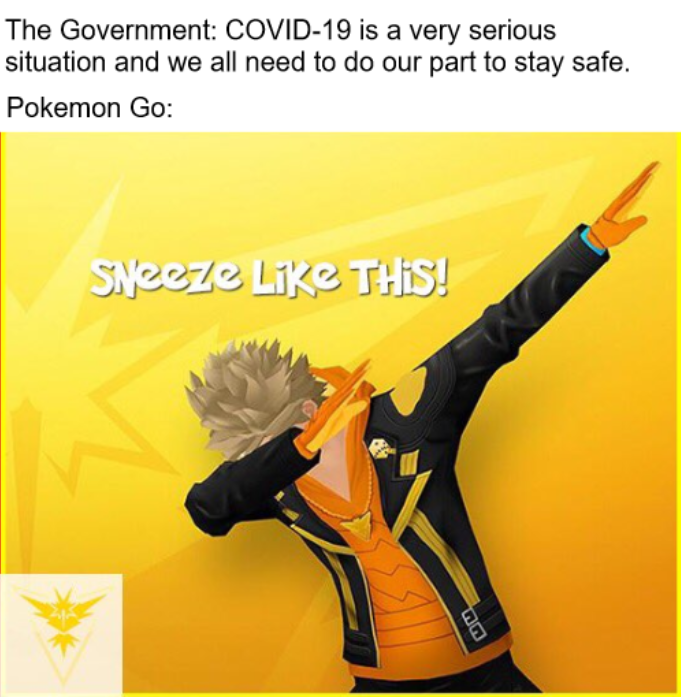 The Government: COVID-19 is a very serious
situation and we all need to do our part to stay safe.
Pokemon Go:
SNeeZe LiKe THiS!